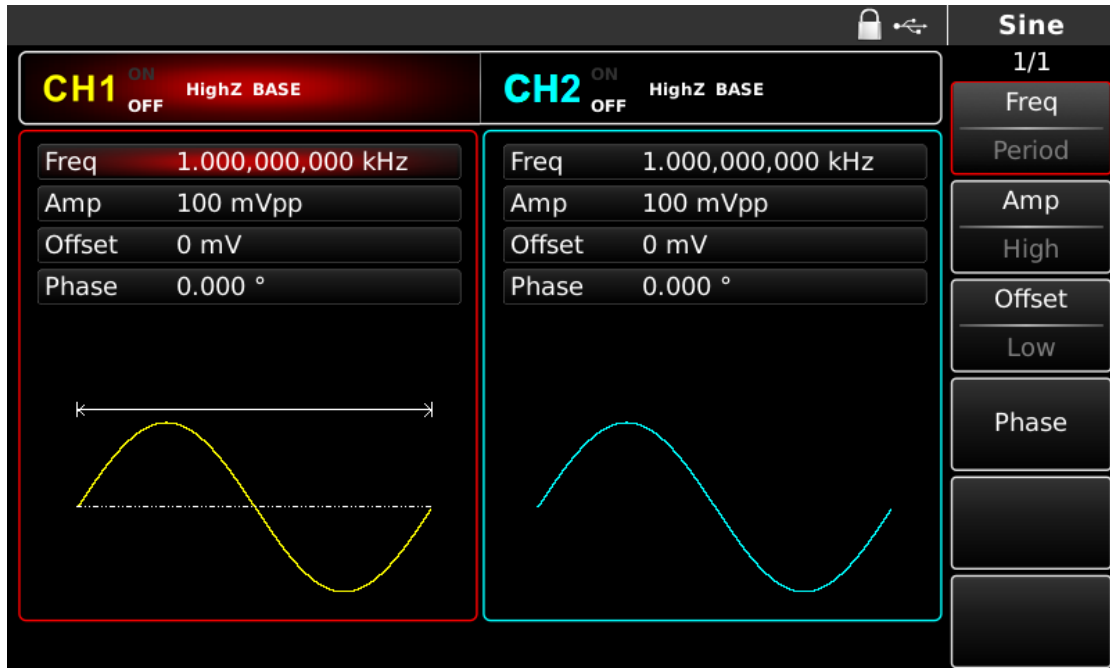 Sine
1/1
CH1 ON OFF HighZ BASE
CH2 ON OFF HighZ BASE
Freq 1.000,000,000 kHz
Amp 100 mVpp
Offset 0 mV
Phase 0.000 °
Freq 1.000,000,000 kHz
Amp 100 mVpp
Offset 0 mV
Phase 0.000 °
Freq
Period
Amp
High
Offset
Low
Phase